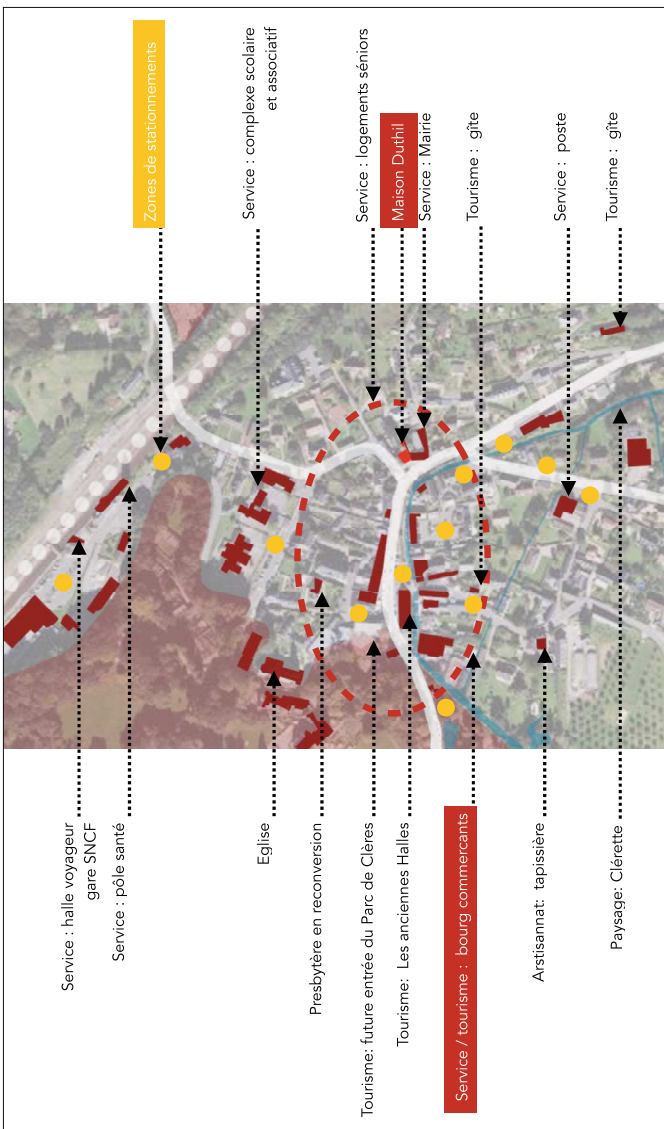 Zones de stationnements
Service : complexe scolaire
et associatif
Service : logements séniors
Maison Duthil
Service : Mairie
Tourisme : gîte
Service : poste
Tourisme : gîte
Service : halle voyageur
gare SNCF
Service : pôle santé
Eglise
Presbytère en reconversion
Tourisme: future entrée du Parc de Clères
Tourisme: Les anciennes Halles
Service / tourisme : bourg commercants
Arstisannat: tapissière
Paysage: Clérette